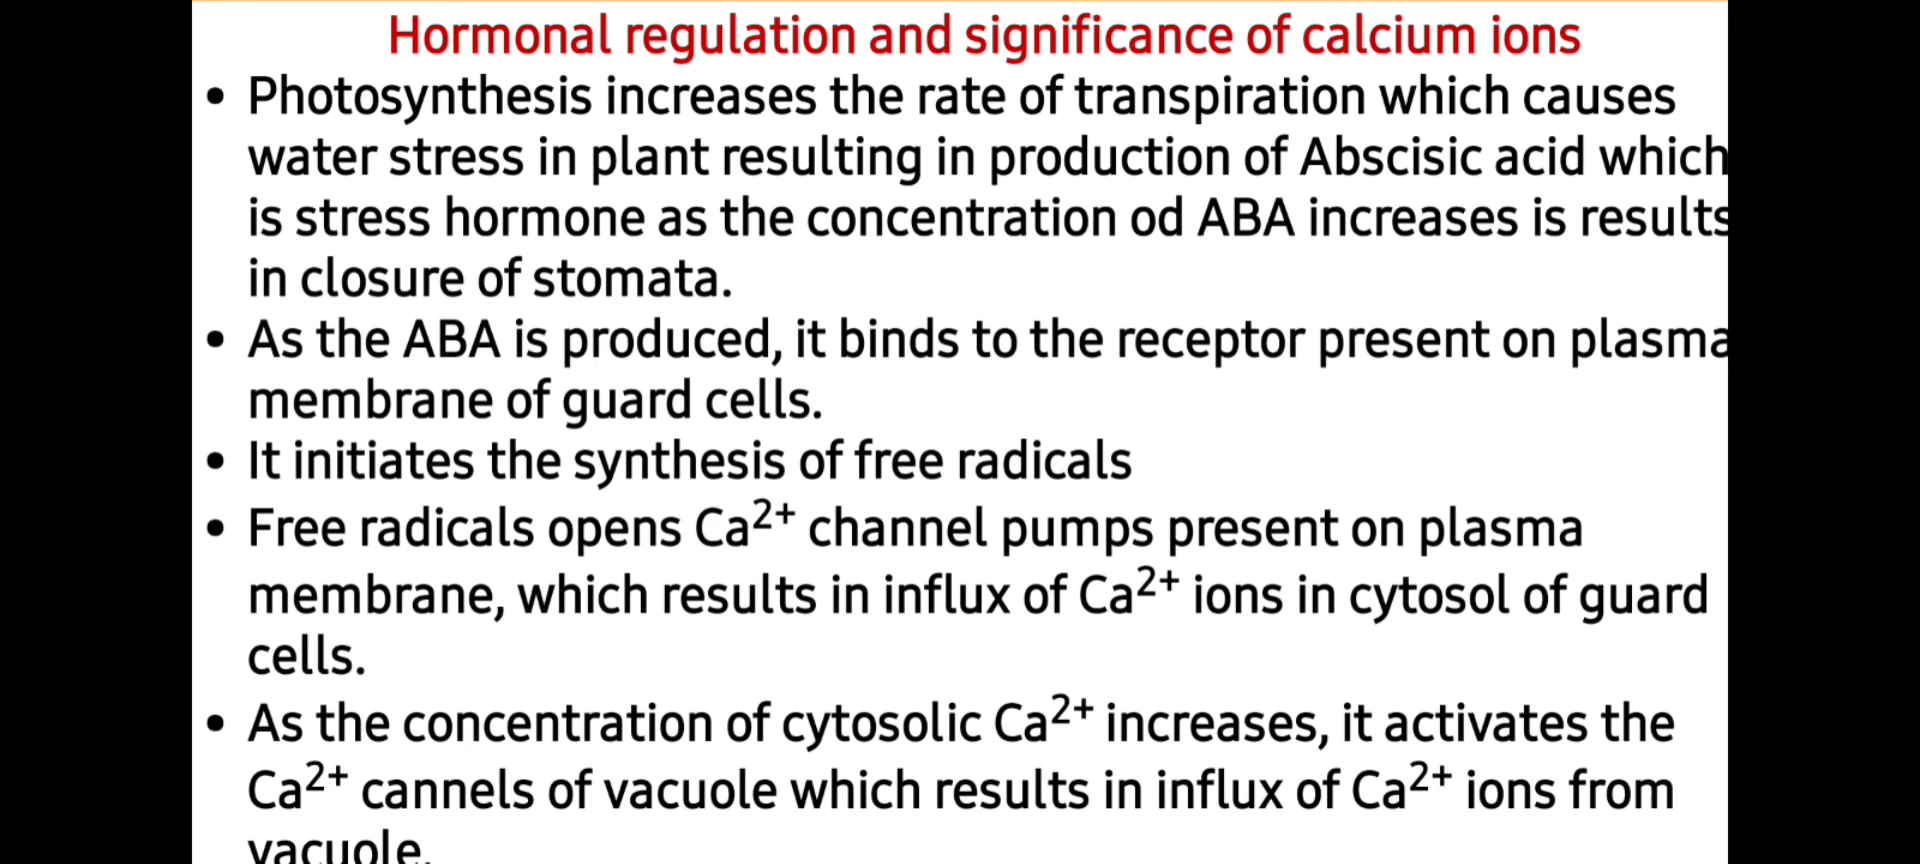 Hormonal regulation and significance of calcium ions
• Photosynthesis increases the rate of transpiration which causes
water stress in plant resulting in production of Abscisic acid which
is stress hormone as the concentration od ABA increases is results
in closure of stomata.
• As the ABA is produced, it binds to the receptor present on plasma
membrane of guard cells.
• It initiates the synthesis of free radicals
• Free radicals opens Ca²⁺ channel pumps present on plasma
membrane, which results in influx of Ca²⁺ ions in cytosol of guard
cells.
• As the concentration of cytosolic Ca²⁺ increases, it activates the
Ca²⁺ cannels of vacuole which results in influx of Ca²⁺ ions from
vacuole.